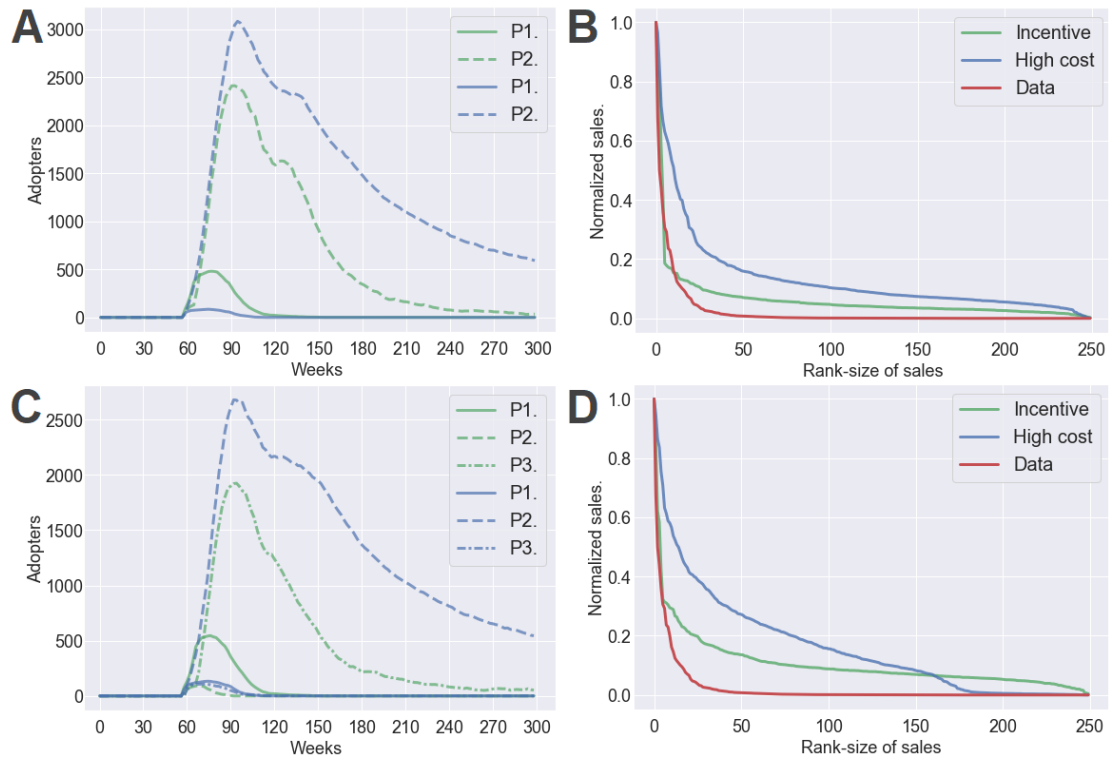 A
3000
2500
2000
1500
1000
500
0
Adopters
P1.
P2.
P1.
P2.
0 30 60 90 120 150 180 210 240 270 300
Weeks
B
1.0
0.8
0.6
0.4
0.2
0.0
Normalized sales.
Incentive
High cost
Data
0 50 100 150 200 250
Rank-size of sales
C
2500
2000
1500
1000
500
0
Adopters
P1.
P2.
P3.
P1.
P2.
P3.
0 30 60 90 120 150 180 210 240 270 300
Weeks
D
1.0
0.8
0.6
0.4
0.2
0.0
Normalized sales.
Incentive
High cost
Data
0 50 100 150 200 250
Rank-size of sales